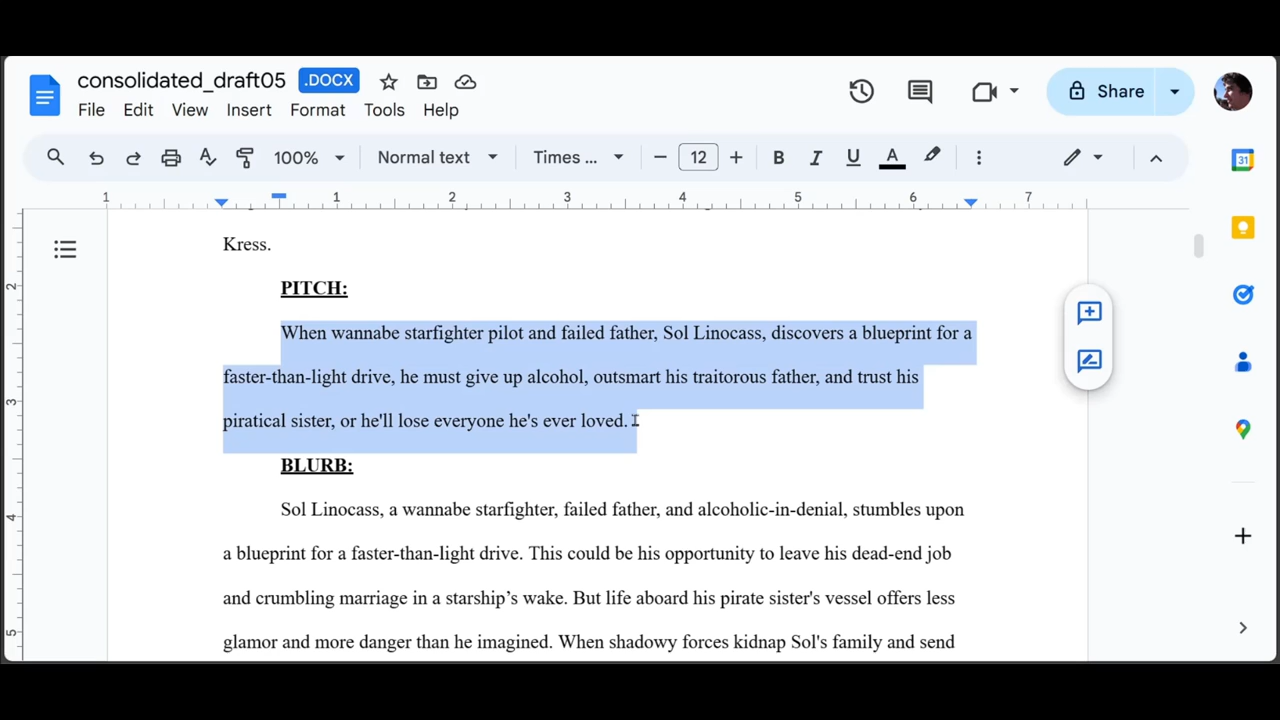 consolidated_draft05 .DOCX
File Edit View Insert Format Tools Help
Share
100% Normal text Times ... 12 B I U A
31
1 1 2 3 4 5 6 7
2
3
4
5
Kress.
PITCH:
When wannabe starfighter pilot and failed father, Sol Linocass, discovers a blueprint for a
faster-than-light drive, he must give up alcohol, outsmart his traitorous father, and trust his
piratical sister, or he'll lose everyone he's ever loved.
BLURB:
Sol Linocass, a wannabe starfighter, failed father, and alcoholic-in-denial, stumbles upon
a blueprint for a faster-than-light drive. This could be his opportunity to leave his dead-end job
and crumbling marriage in a starship’s wake. But life aboard his pirate sister's vessel offers less
glamor and more danger than he imagined. When shadowy forces kidnap Sol's family and send